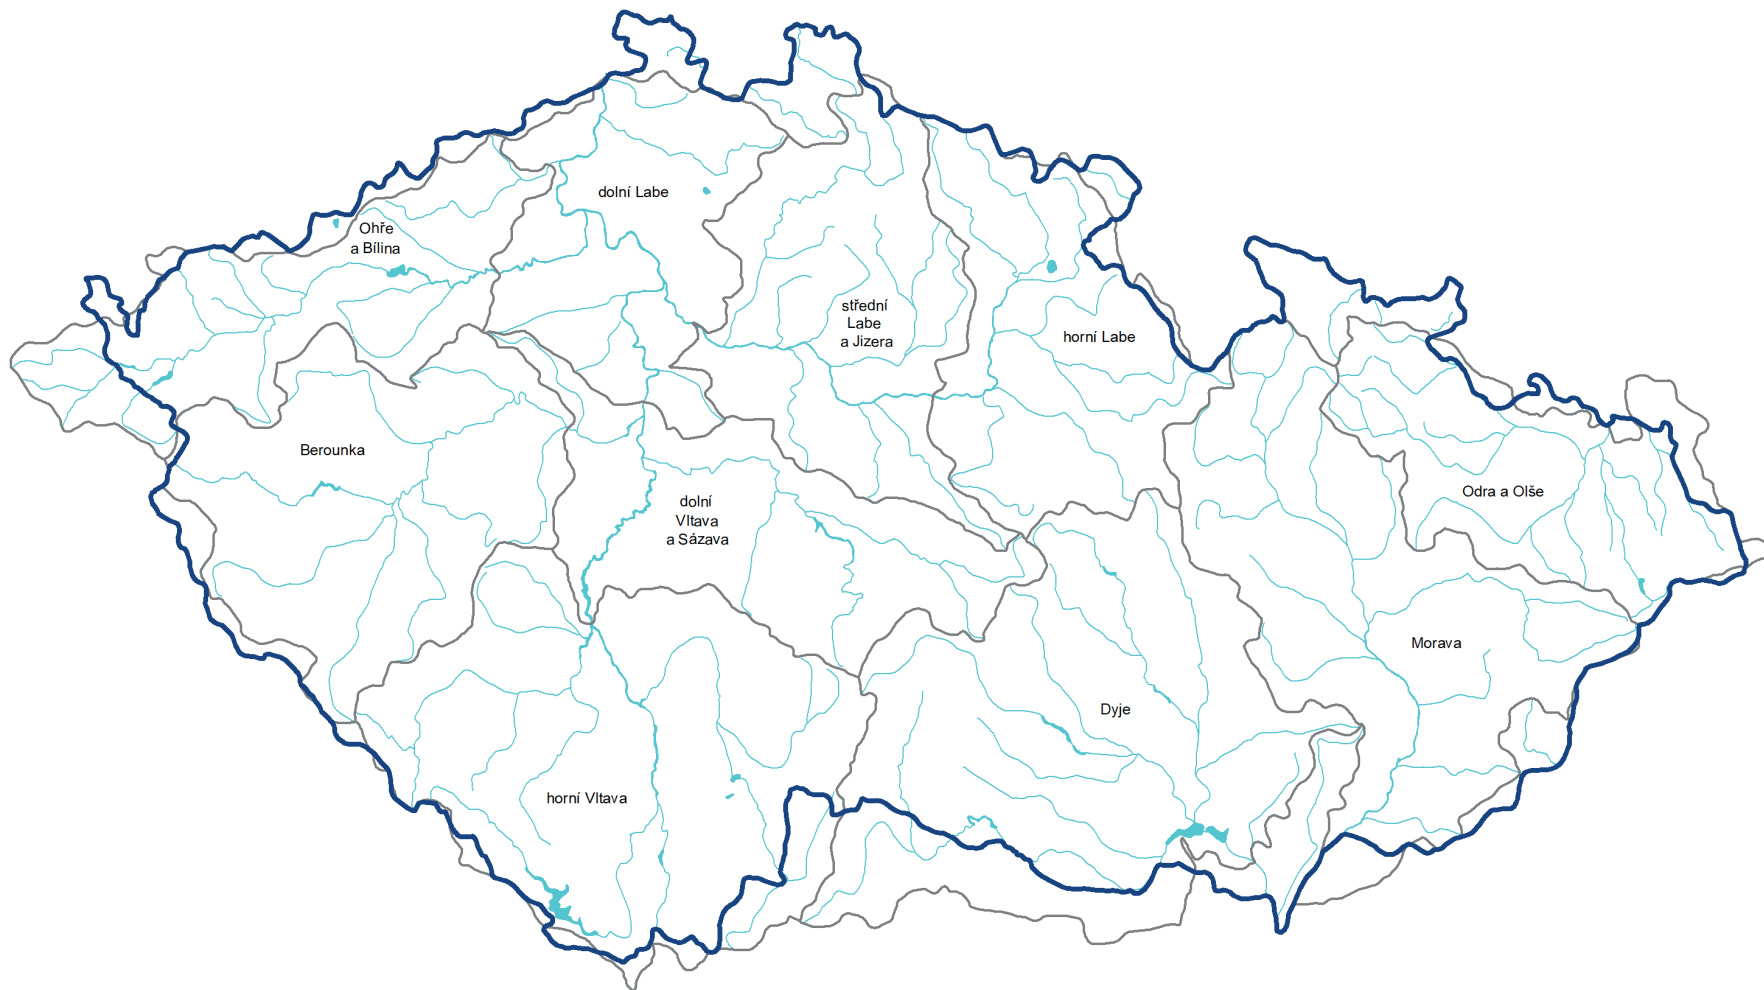 dolní Labe
Ohře
a Bílina
střední
Labe
a Jizera
horní Labe
Berounka
dolní
Vltava
a Sázava
Odra a Olše
Morava
Dyje
horní Vltava